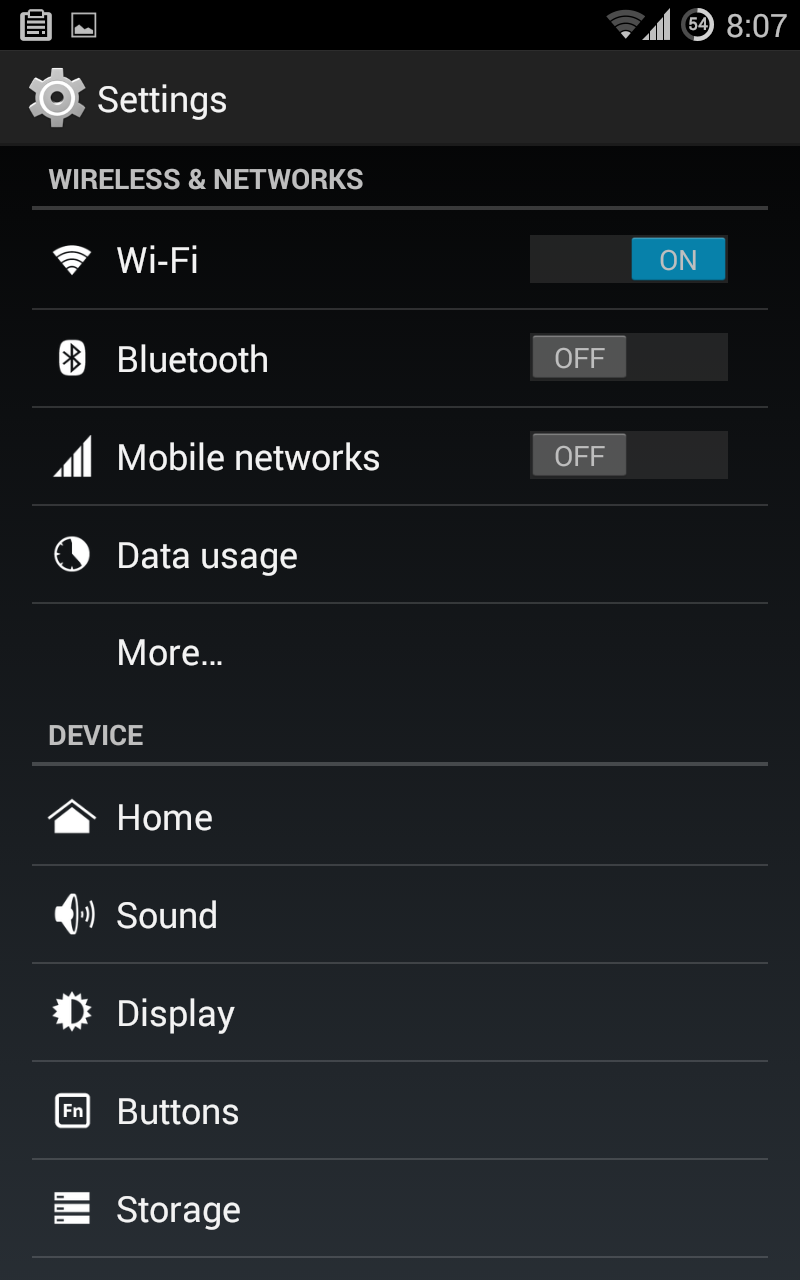 54 8:07
Settings
WIRELESS & NETWORKS
Wi-Fi ON
Bluetooth OFF
Mobile networks OFF
Data usage
More…
DEVICE
Home
Sound
Display
Fn Buttons
Storage